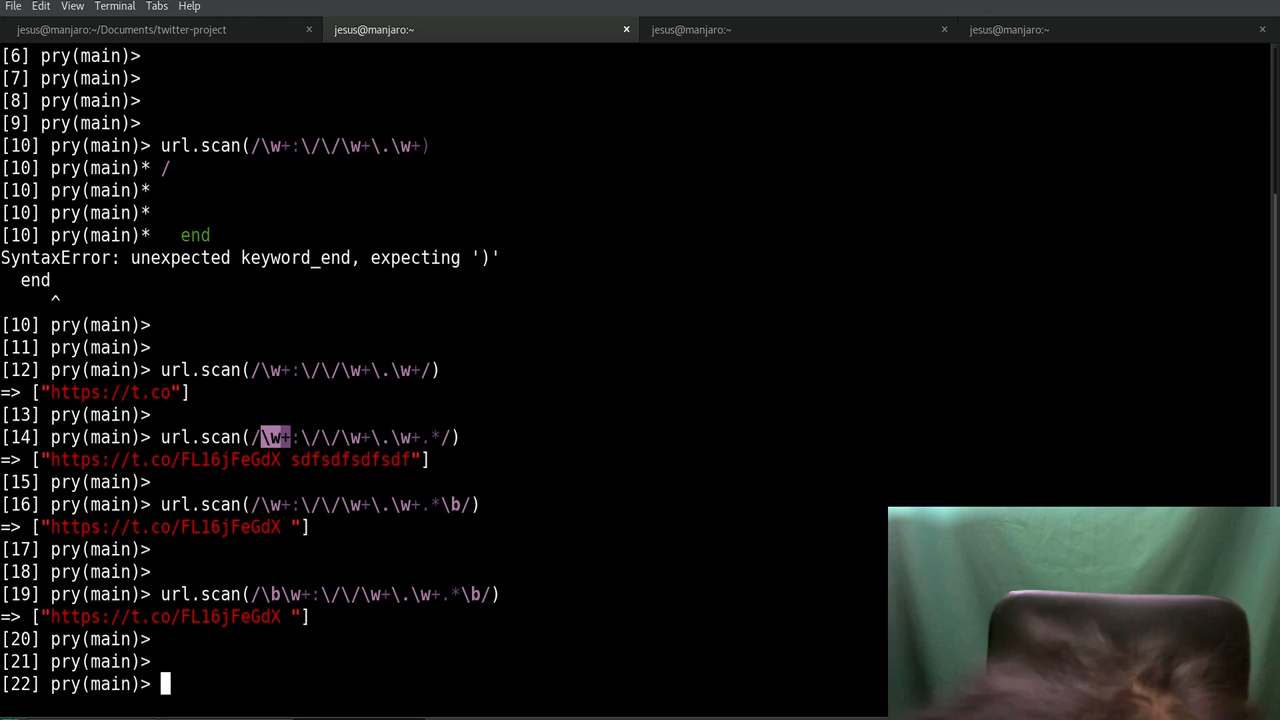 File Edit View Terminal Tabs Help
jesus@manjaro:~/Documents/twitter-project × jesus@manjaro:~ × jesus@manjaro:~ × jesus@manjaro:~ ×
[6] pry(main)>
[7] pry(main)>
[8] pry(main)>
[9] pry(main)>
[10] pry(main)> url.scan(/\w+:\/\/\w+\.\w+)
[10] pry(main)* /
[10] pry(main)*
[10] pry(main)*
[10] pry(main)*   end
SyntaxError: unexpected keyword_end, expecting ')'
  end
     ^
[10] pry(main)>
[11] pry(main)>
[12] pry(main)> url.scan(/\w+:\/\/\w+\.\w+/)
=> ["https://t.co"]
[13] pry(main)>
[14] pry(main)> url.scan(/\w+:\/\/\w+\.\w+.*/)
=> ["https://t.co/FL16jFeGdX sdfsdfsdfsdf"]
[15] pry(main)>
[16] pry(main)> url.scan(/\w+:\/\/\w+\.\w+.*\b/)
=> ["https://t.co/FL16jFeGdX "]
[17] pry(main)>
[18] pry(main)>
[19] pry(main)> url.scan(/\b\w+:\/\/\w+\.\w+.*\b/)
=> ["https://t.co/FL16jFeGdX "]
[20] pry(main)>
[21] pry(main)>
[22] pry(main)>